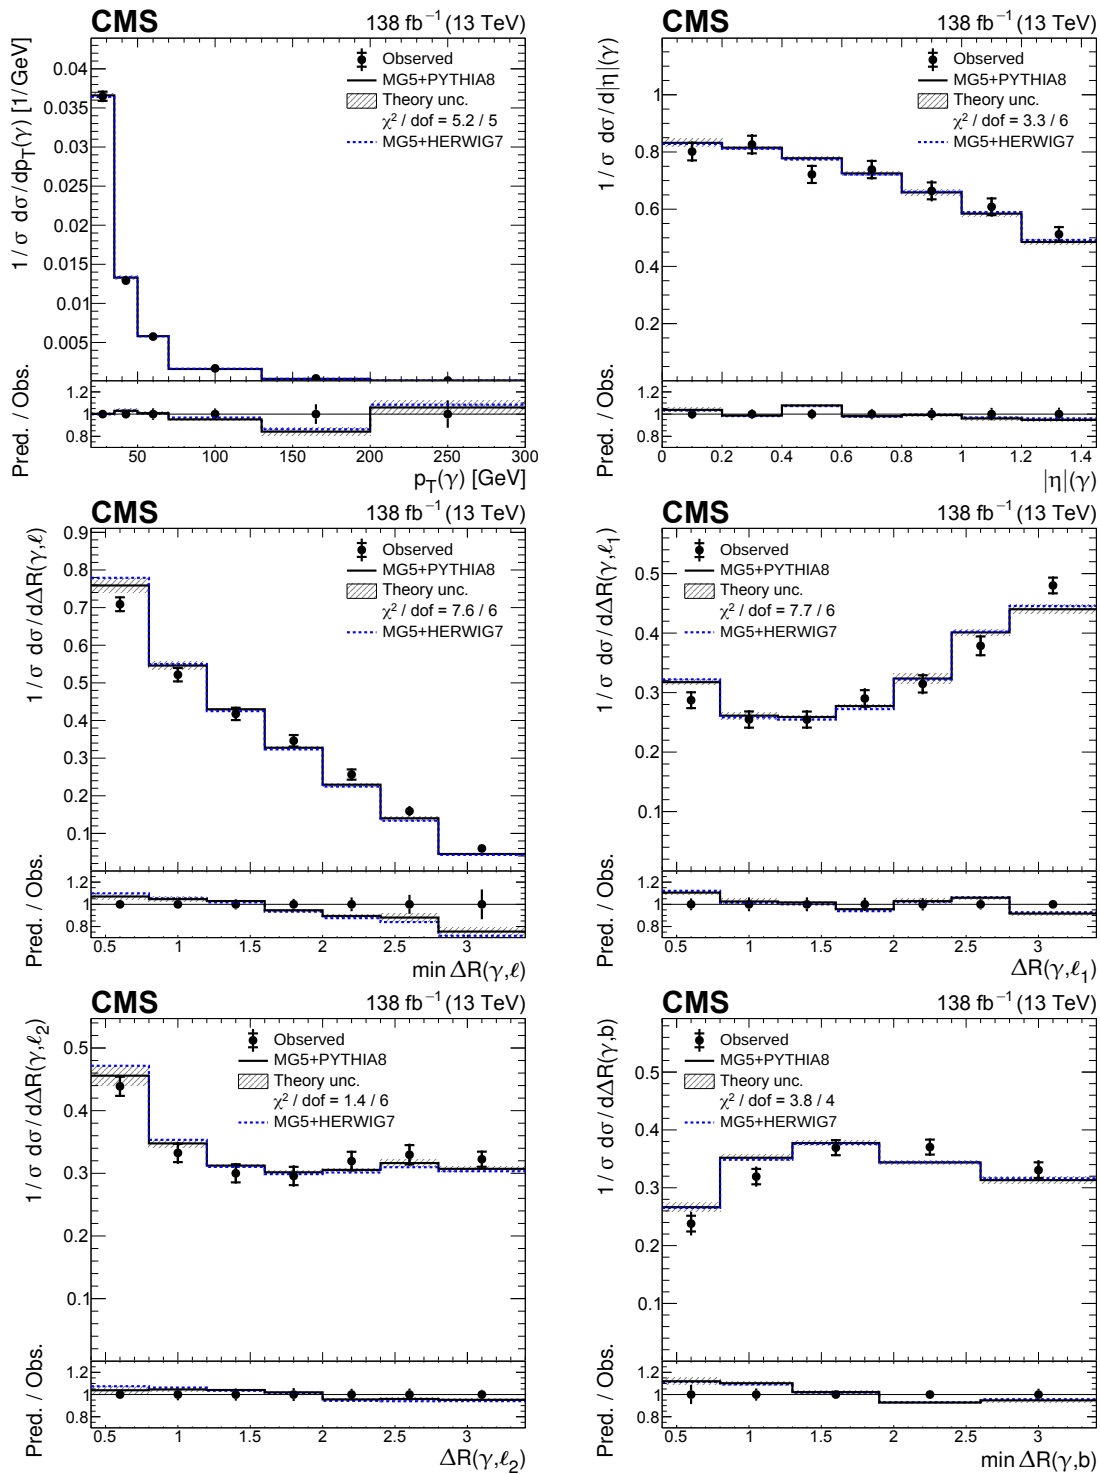 CMS 138 fb⁻¹ (13 TeV)
1 / σ dσ / dp_T(γ) [1/GeV]
0.04
0.035
0.03
0.025
0.02
0.015
0.01
0.005
Observed
MG5+PYTHIA8
Theory unc.
χ² / dof = 5.2 / 5
MG5+HERWIG7
Pred. / Obs.
1.2
1
0.8
50 100 150 200 250 300
p_T(γ) [GeV]
CMS 138 fb⁻¹ (13 TeV)
1 / σ dσ / d|η|(γ)
1
0.8
0.6
0.4
0.2
Observed
MG5+PYTHIA8
Theory unc.
χ² / dof = 3.3 / 6
MG5+HERWIG7
Pred. / Obs.
1.2
1
0.8
0 0.2 0.4 0.6 0.8 1 1.2 1.4
|η|(γ)
CMS 138 fb⁻¹ (13 TeV)
1 / σ dσ / dΔR(γ,ℓ)
0.9
0.8
0.7
0.6
0.5
0.4
0.3
0.2
0.1
Observed
MG5+PYTHIA8
Theory unc.
χ² / dof = 7.6 / 6
MG5+HERWIG7
Pred. / Obs.
1.2
1
0.8
0.5 1 1.5 2 2.5 3
min ΔR(γ,ℓ)
CMS 138 fb⁻¹ (13 TeV)
1 / σ dσ / dΔR(γ,ℓ₁)
0.5
0.4
0.3
0.2
0.1
Observed
MG5+PYTHIA8
Theory unc.
χ² / dof = 7.7 / 6
MG5+HERWIG7
Pred. / Obs.
1.2
1
0.8
0.5 1 1.5 2 2.5 3
ΔR(γ,ℓ₁)
CMS 138 fb⁻¹ (13 TeV)
1 / σ dσ / dΔR(γ,ℓ₂)
0.5
0.4
0.3
0.2
0.1
Observed
MG5+PYTHIA8
Theory unc.
χ² / dof = 1.4 / 6
MG5+HERWIG7
Pred. / Obs.
1.2
1
0.8
0.5 1 1.5 2 2.5 3
ΔR(γ,ℓ₂)
CMS 138 fb⁻¹ (13 TeV)
1 / σ dσ / dΔR(γ,b)
0.5
0.4
0.3
0.2
0.1
Observed
MG5+PYTHIA8
Theory unc.
χ² / dof = 3.8 / 4
MG5+HERWIG7
Pred. / Obs.
1.2
1
0.8
0.5 1 1.5 2 2.5 3
min ΔR(γ,b)